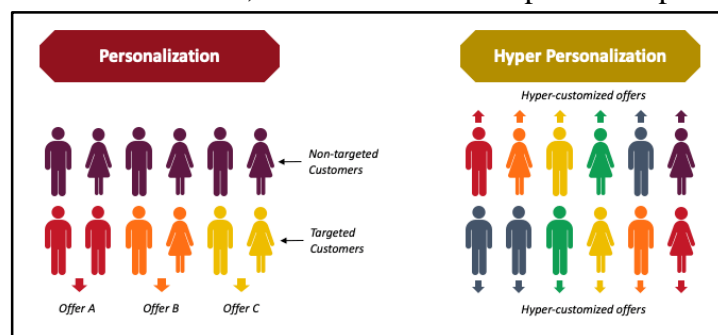 Personalization
Hyper Personalization
Hyper-customized offers
Non-targeted
Customers
Targeted
Customers
Offer A
Offer B
Offer C
Hyper-customized offers